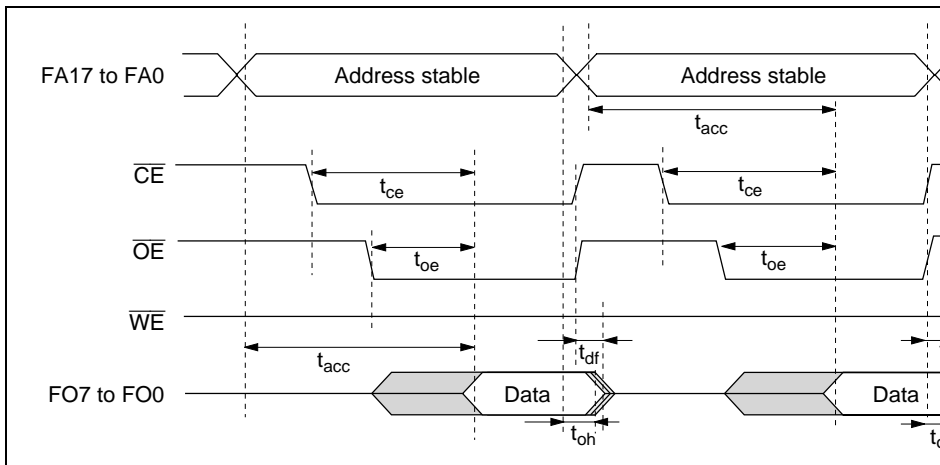 FA17 to FA0
Address stable
Address stable
tacc
CE
tce
tce
OE
toe
toe
WE
tacc
tdf
FO7 to FO0
Data
Data
toh